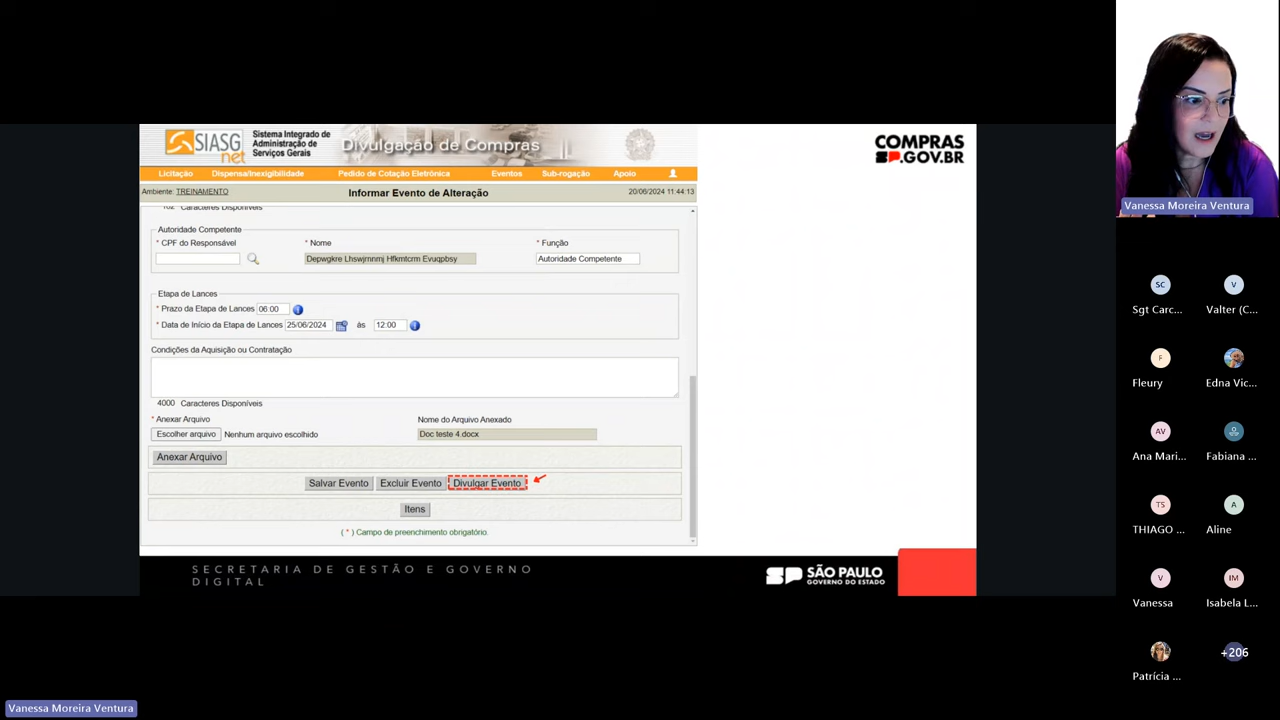 SIASG
net
Sistema Integrado de
Administração de
Serviços Gerais
Divulgação de Compras
COMPRAS
.GOV.BR
Licitação Dispensa/Inexigibilidade Pedido de Cotação Eletrônica Eventos Sub-rogação Apoio
Ambiente: TREINAMENTO Informar Evento de Alteração 20/06/2024 11:44:13
Caracteres Disponíveis
Autoridade Competente
* CPF do Responsável * Nome * Função
Depwgkre Lhswjrnnmj Hfkmtcrm Evuqpbsy Autoridade Competente
Etapa de Lances
* Prazo da Etapa de Lances 06:00
* Data de Início da Etapa de Lances 25/06/2024 às 12:00
Condições da Aquisição ou Contratação
4000 Caracteres Disponíveis
* Anexar Arquivo Nome do Arquivo Anexado
Escolher arquivo Nenhum arquivo escolhido Doc teste 4.docx
Anexar Arquivo
Salvar Evento Excluir Evento Divulgar Evento
Itens
( * ) Campo de preenchimento obrigatório
SECRETARIA DE GESTÃO E GOVERNO
DIGITAL
SP SÃO PAULO
GOVERNO DO ESTADO
Vanessa Moreira Ventura
SC V
Sgt Carc... Valter (C...
F
Fleury Edna Vic...
AV
Ana Mari... Fabiana ...
TS A
THIAGO ... Aline
V IM
Vanessa Isabela L...
+206
Patrícia ...
Vanessa Moreira Ventura